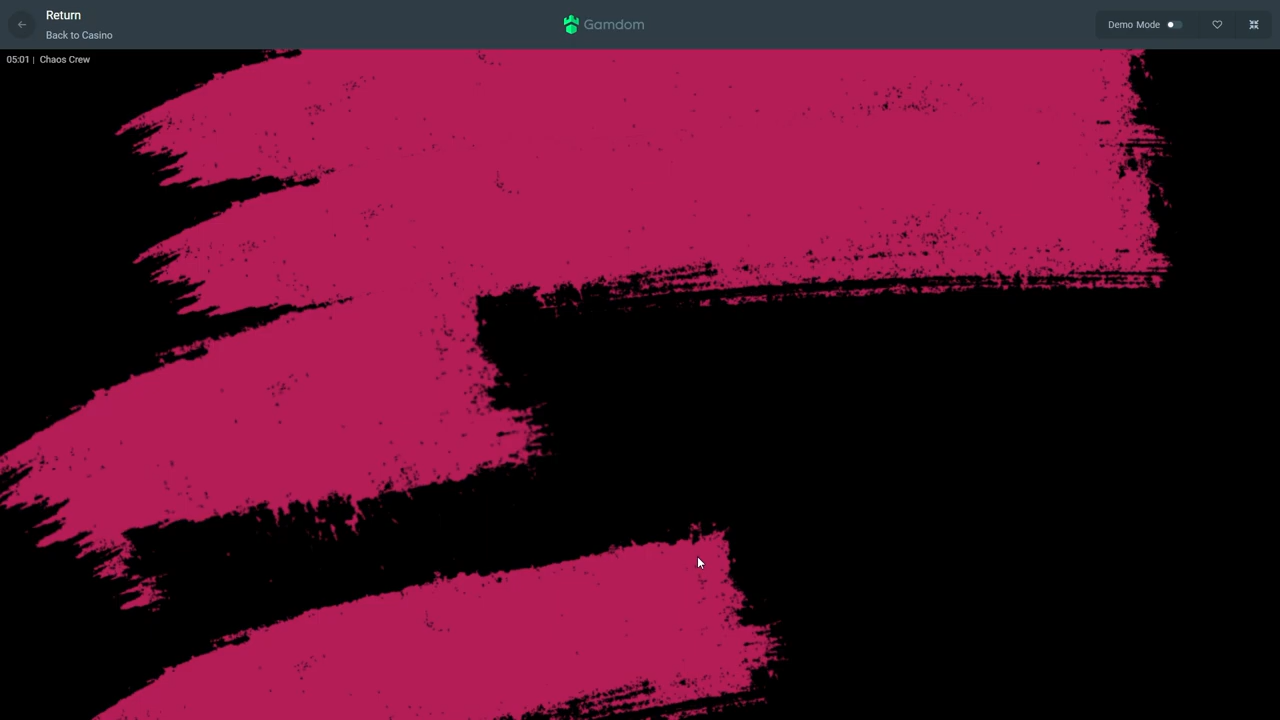 Return
Back to Casino
Gamdom
Demo Mode
05:01 | Chaos Crew